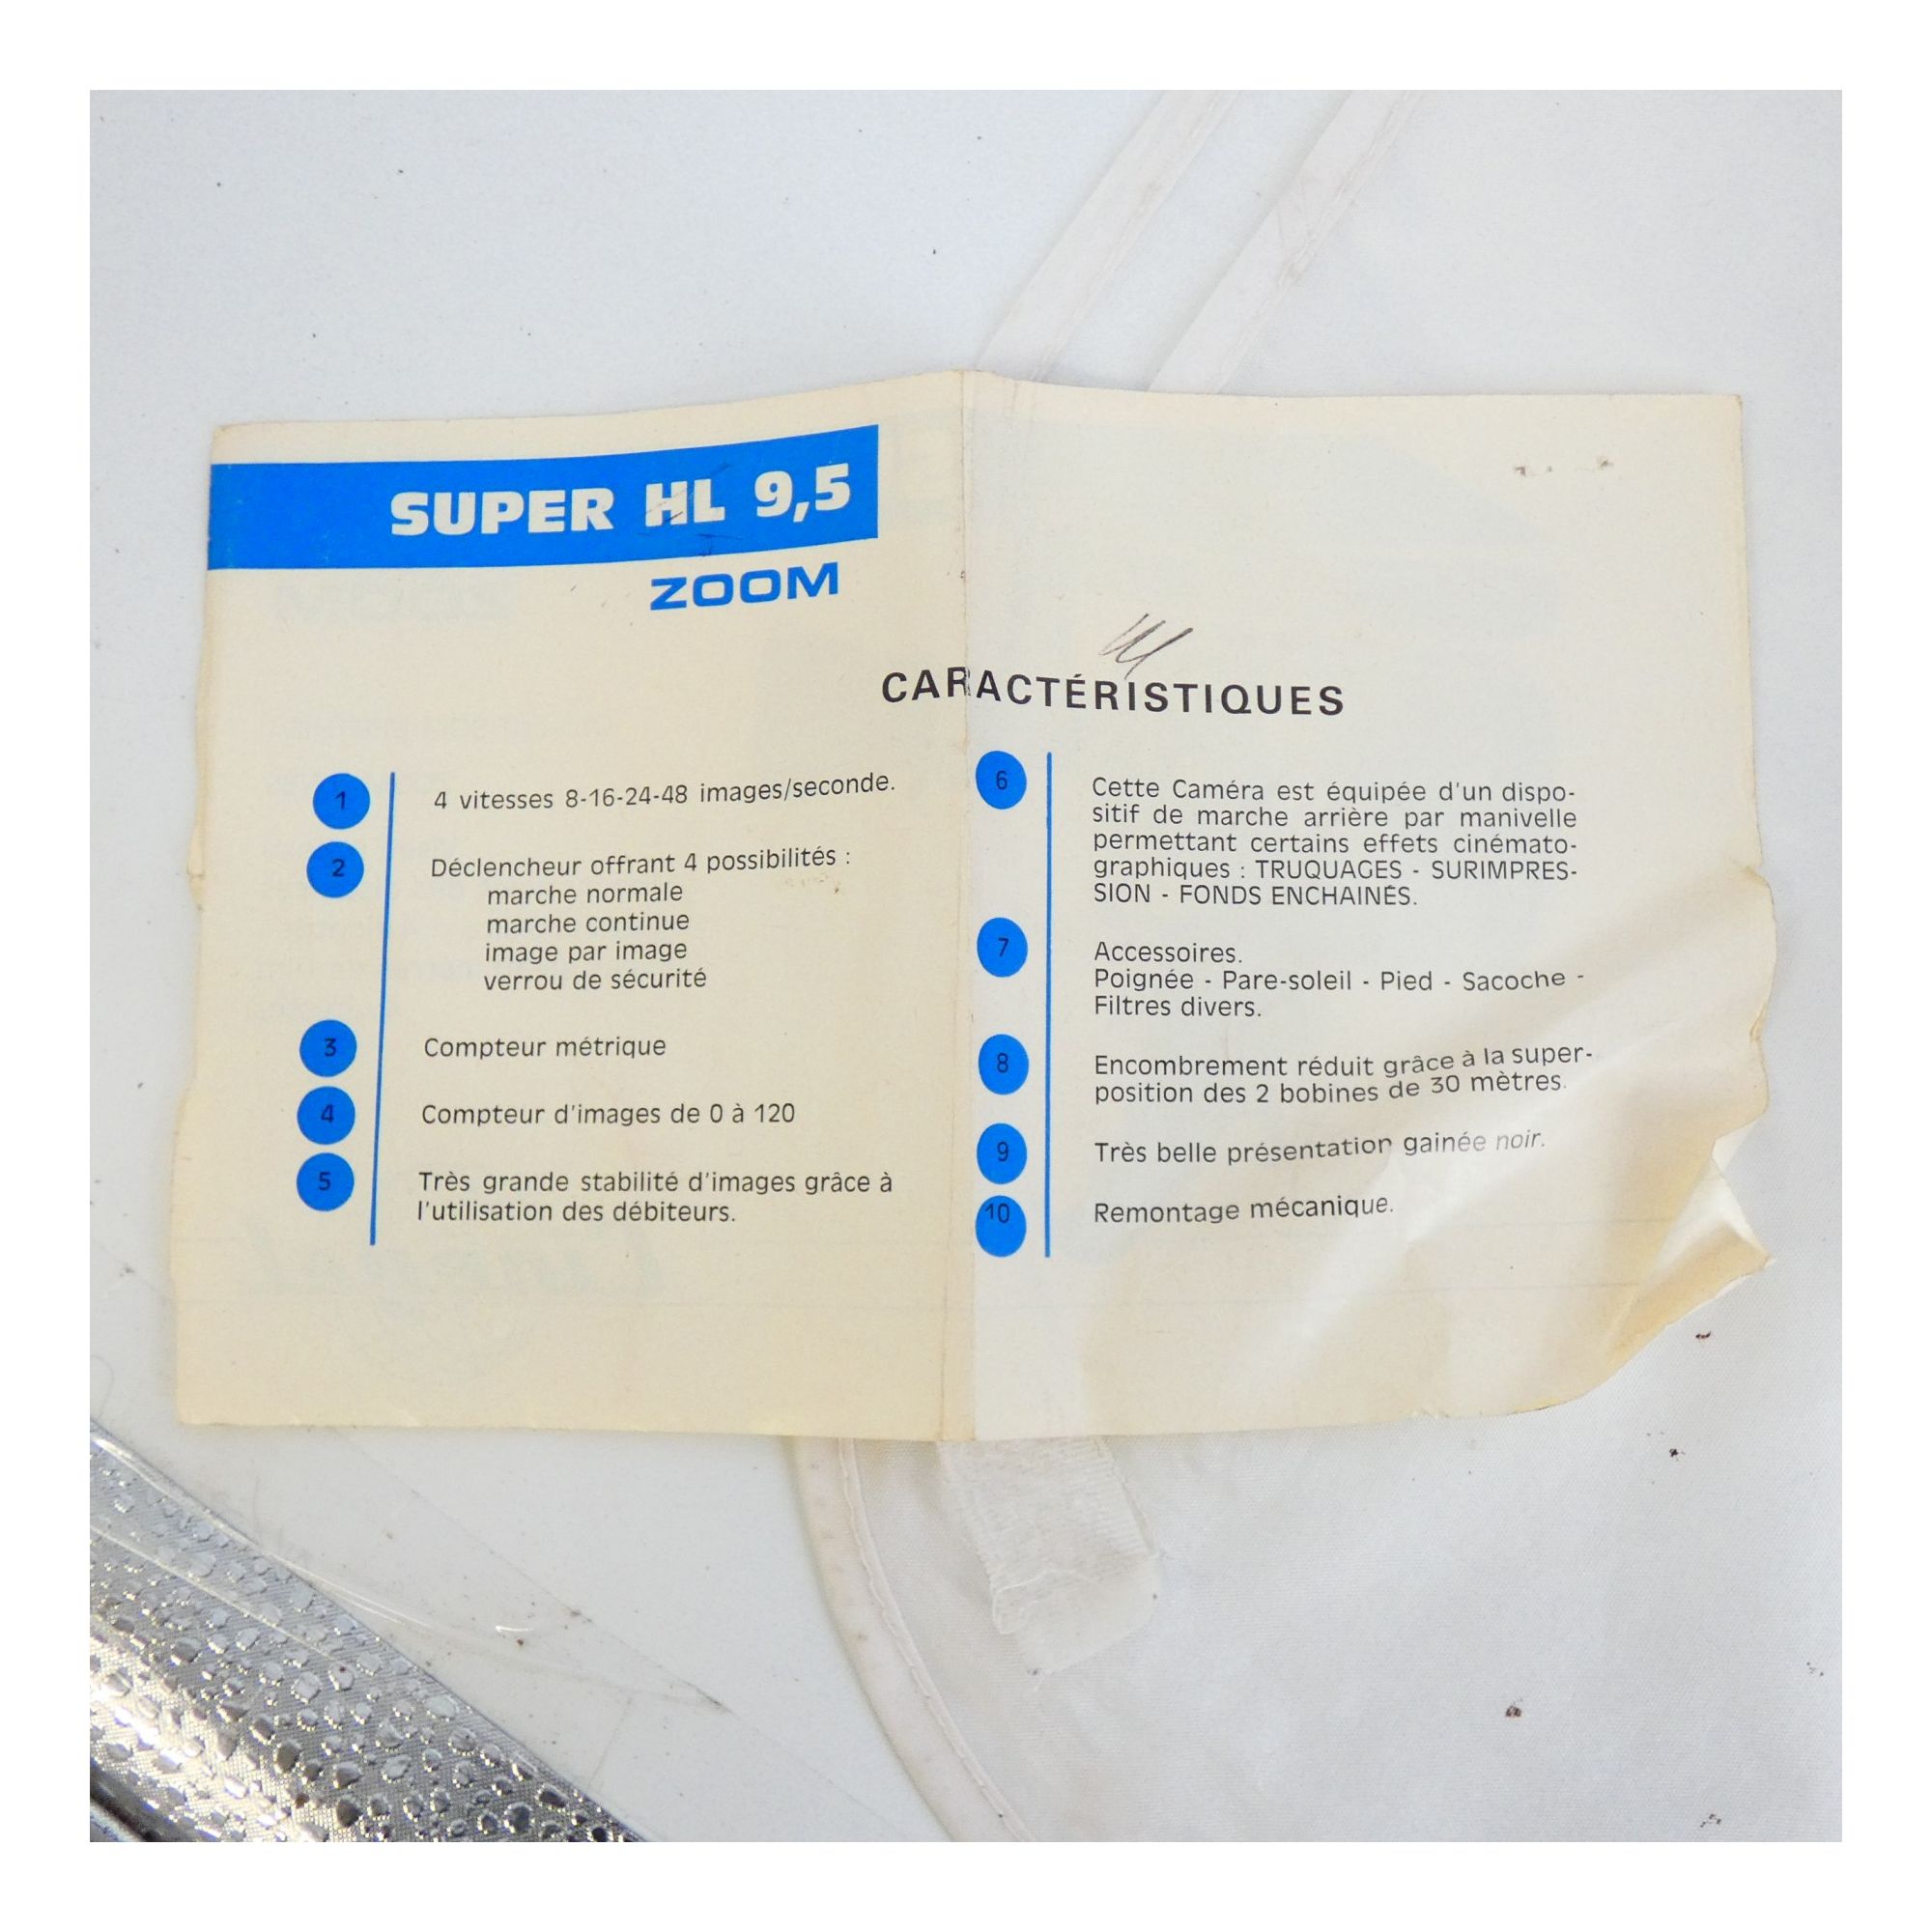 SUPER HL 9,5
ZOOM
CARACTÉRISTIQUES
1 4 vitesses 8-16-24-48 images/seconde.
2 Déclencheur offrant 4 possibilités :
marche normale
marche continue
image par image
verrou de sécurité
3 Compteur métrique
4 Compteur d'images de 0 à 120
5 Très grande stabilité d'images grâce à
l'utilisation des débiteurs.
6 Cette Caméra est équipée d'un dispo-
sitif de marche arrière par manivelle
permettant certains effets cinémato-
graphiques : TRUQUAGES - SURIMPRES-
SION - FONDS ENCHAINÉS.
7 Accessoires.
Poignée - Pare-soleil - Pied - Sacoche -
Filtres divers.
8 Encombrement réduit grâce à la super-
position des 2 bobines de 30 mètres.
9 Très belle présentation gainée noir.
10 Remontage mécanique.